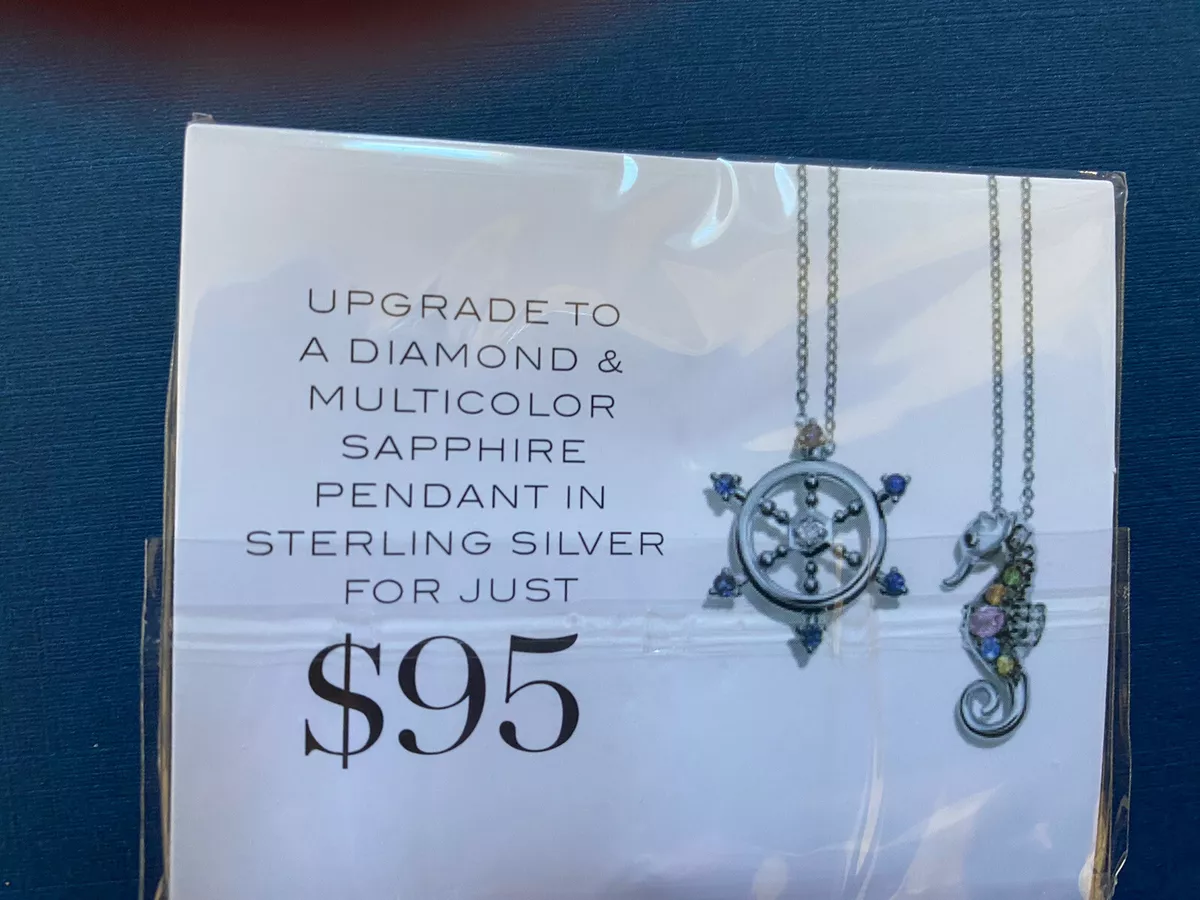 UPGRADE TO
A DIAMOND &
MULTICOLOR
SAPPHIRE
PENDANT IN
STERLING SILVER
FOR JUST
$95